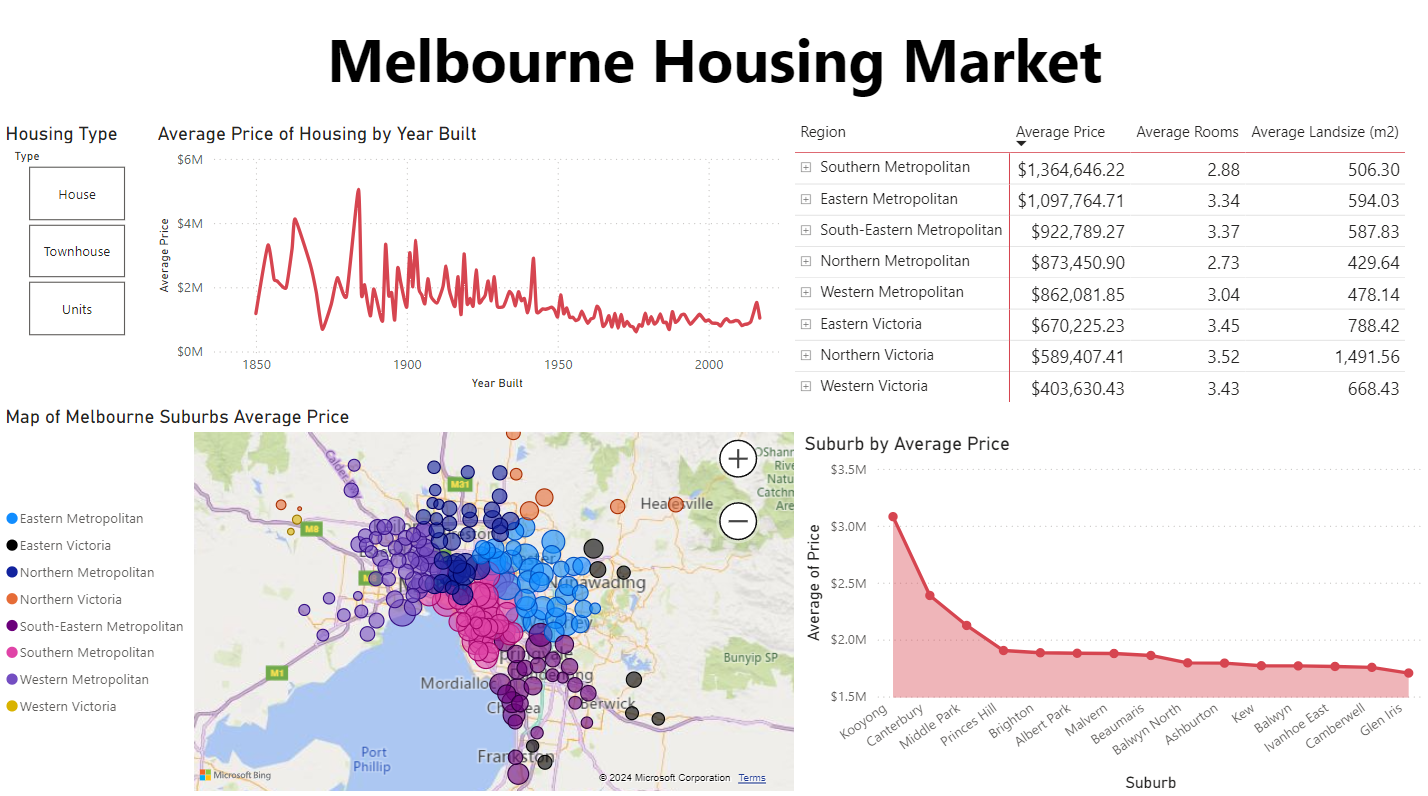 Melbourne Housing Market
Housing Type
Type
House
Townhouse
Units
Average Price of Housing by Year Built
Average Price
$6M
$4M
$2M
$0M
1850 1900 1950 2000
Year Built
Region Average Price Average Rooms Average Landsize (m2)
Southern Metropolitan $1,364,646.22 2.88 506.30
Eastern Metropolitan $1,097,764.71 3.34 594.03
South-Eastern Metropolitan $922,789.27 3.37 587.83
Northern Metropolitan $873,450.90 2.73 429.64
Western Metropolitan $862,081.85 3.04 478.14
Eastern Victoria $670,225.23 3.45 788.42
Northern Victoria $589,407.41 3.52 1,491.56
Western Victoria $403,630.43 3.43 668.43
Map of Melbourne Suburbs Average Price
Eastern Metropolitan
Eastern Victoria
Northern Metropolitan
Northern Victoria
South-Eastern Metropolitan
Southern Metropolitan
Western Metropolitan
Western Victoria
Calder
M31
M8
Healesville
Nunawading
M1
Mordialloc
Bunyip SP
Berwick
Frankston
Port
Phillip
Microsoft Bing
© 2024 Microsoft Corporation Terms
Suburb by Average Price
Average of Price
$3.5M
$3.0M
$2.5M
$2.0M
$1.5M
Kooyong
Canterbury
Middle Park
Princes Hill
Brighton
Albert Park
Malvern
Beaumaris
Balwyn North
Ashburton
Kew
Balwyn
Ivanhoe East
Camberwell
Glen Iris
Suburb